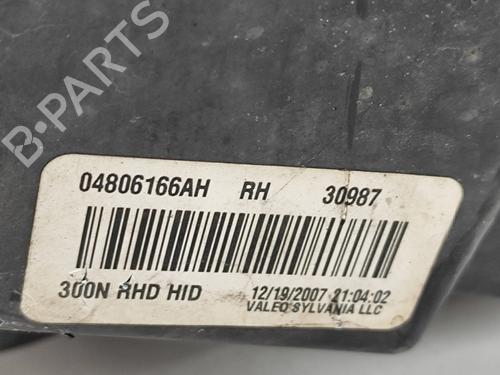 B-PARTS
04806166AH RH 30987
300N RHD HID 12/19/2007 21:04:02
VALEO SYLVANIA LLC